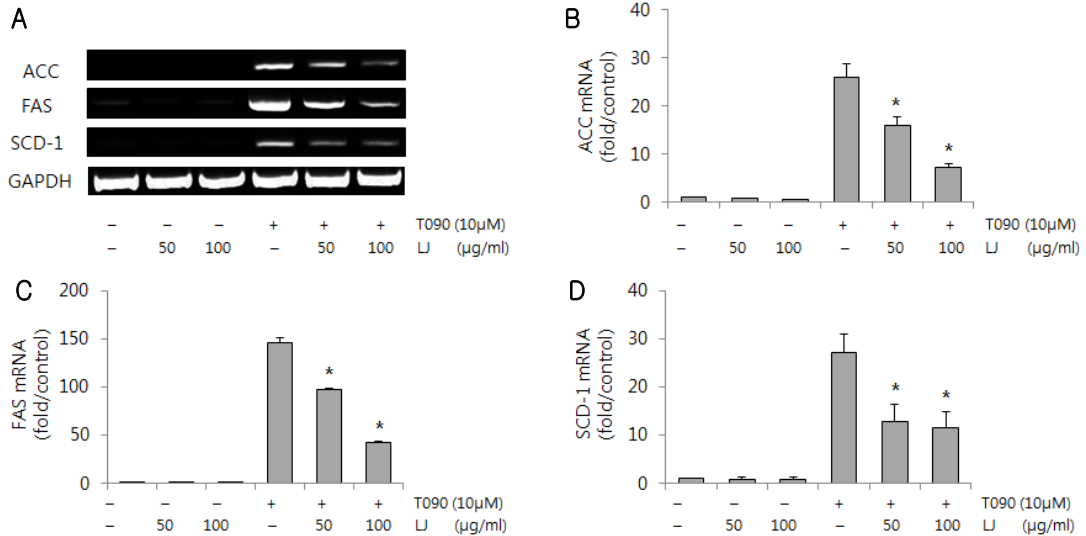 A
ACC
FAS
SCD-1
GAPDH
– – – + + + T090 (10μM)
– 50 100 – 50 100 LJ (μg/ml)
B
ACC mRNA
(fold/control)
40
30
20
10
0
* *
– – – + + + T090 (10μM)
– 50 100 – 50 100 LJ (μg/ml)
C
FAS mRNA
(fold/control)
200
150
100
50
0
* *
– – – + + + T090 (10μM)
– 50 100 – 50 100 LJ (μg/ml)
D
SCD-1 mRNA
(fold/control)
40
30
20
10
0
* *
– – – + + + T090 (10μM)
– 50 100 – 50 100 LJ (μg/ml)